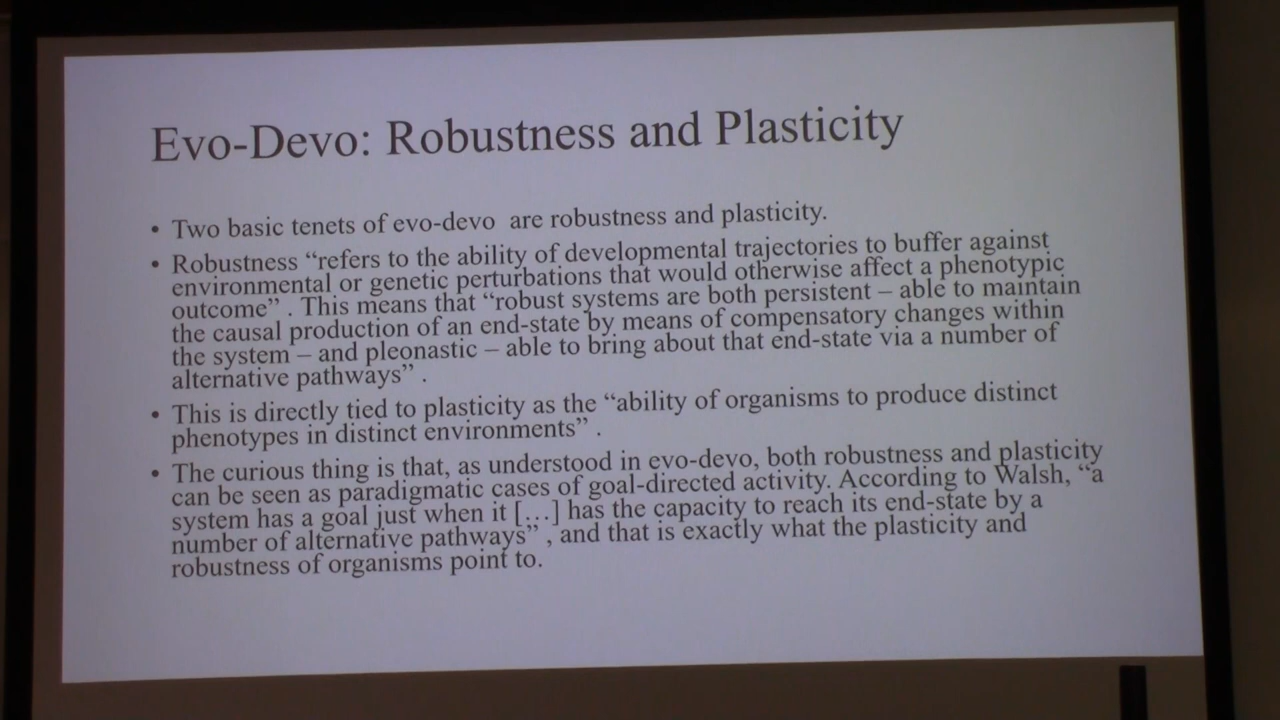 Evo-Devo: Robustness and Plasticity
• Two basic tenets of evo-devo are robustness and plasticity.
• Robustness “refers to the ability of developmental trajectories to buffer against
environmental or genetic perturbations that would otherwise affect a phenotypic
outcome” . This means that “robust systems are both persistent – able to maintain
the causal production of an end-state by means of compensatory changes within
the system – and pleonastic – able to bring about that end-state via a number of
alternative pathways” .
• This is directly tied to plasticity as the “ability of organisms to produce distinct
phenotypes in distinct environments” .
• The curious thing is that, as understood in evo-devo, both robustness and plasticity
can be seen as paradigmatic cases of goal-directed activity. According to Walsh, “a
system has a goal just when it […] has the capacity to reach its end-state by a
number of alternative pathways” , and that is exactly what the plasticity and
robustness of organisms point to.